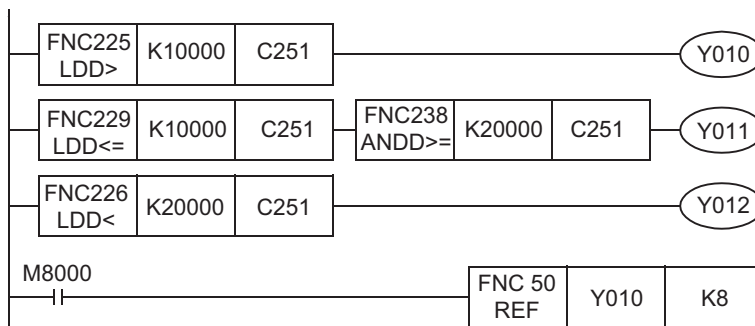 FNC225 LDD> K10000 C251 Y010
FNC229 LDD<= K10000 C251 FNC238 ANDD>= K20000 C251 Y011
FNC226 LDD< K20000 C251 Y012
M8000
FNC 50 REF Y010 K8